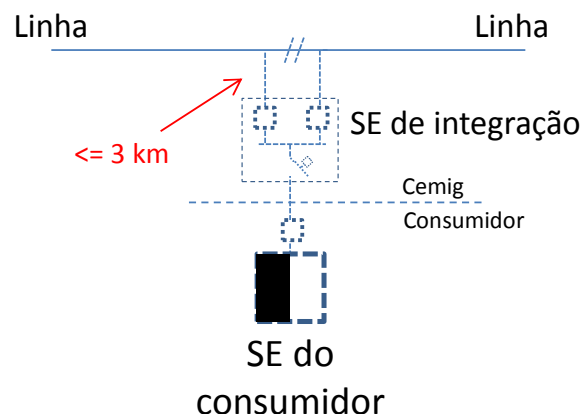 Linha Linha
SE de integração
<= 3 km
Cemig
Consumidor
SE do
consumidor